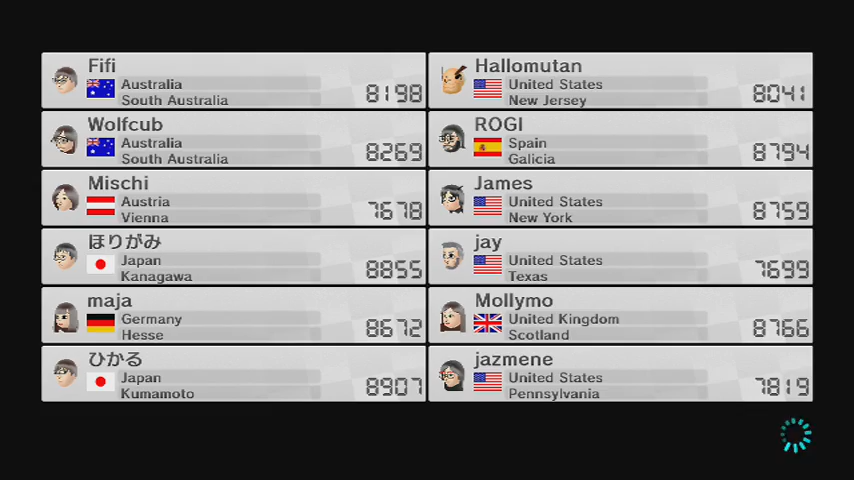 Fifi
Australia
South Australia
8198
Hallomutan
United States
New Jersey
8041
Wolfcub
Australia
South Australia
8269
ROGI
Spain
Galicia
8794
Mischi
Austria
Vienna
7678
James
United States
New York
8759
ほりがみ
Japan
Kanagawa
8855
jay
United States
Texas
7699
maja
Germany
Hesse
8672
Mollymo
United Kingdom
Scotland
8766
ひかる
Japan
Kumamoto
8907
jazmene
United States
Pennsylvania
7819